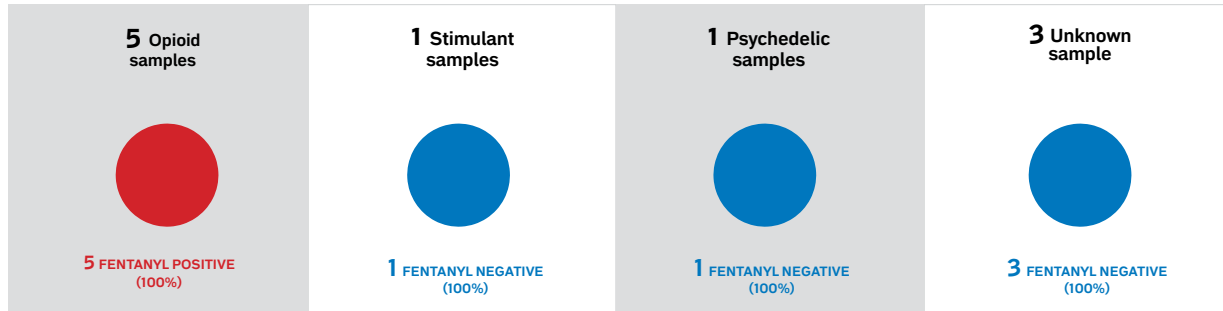 5 Opioid
samples
5 FENTANYL POSITIVE
(100%)
1 Stimulant
samples
1 FENTANYL NEGATIVE
(100%)
1 Psychedelic
samples
1 FENTANYL NEGATIVE
(100%)
3 Unknown
sample
3 FENTANYL NEGATIVE
(100%)